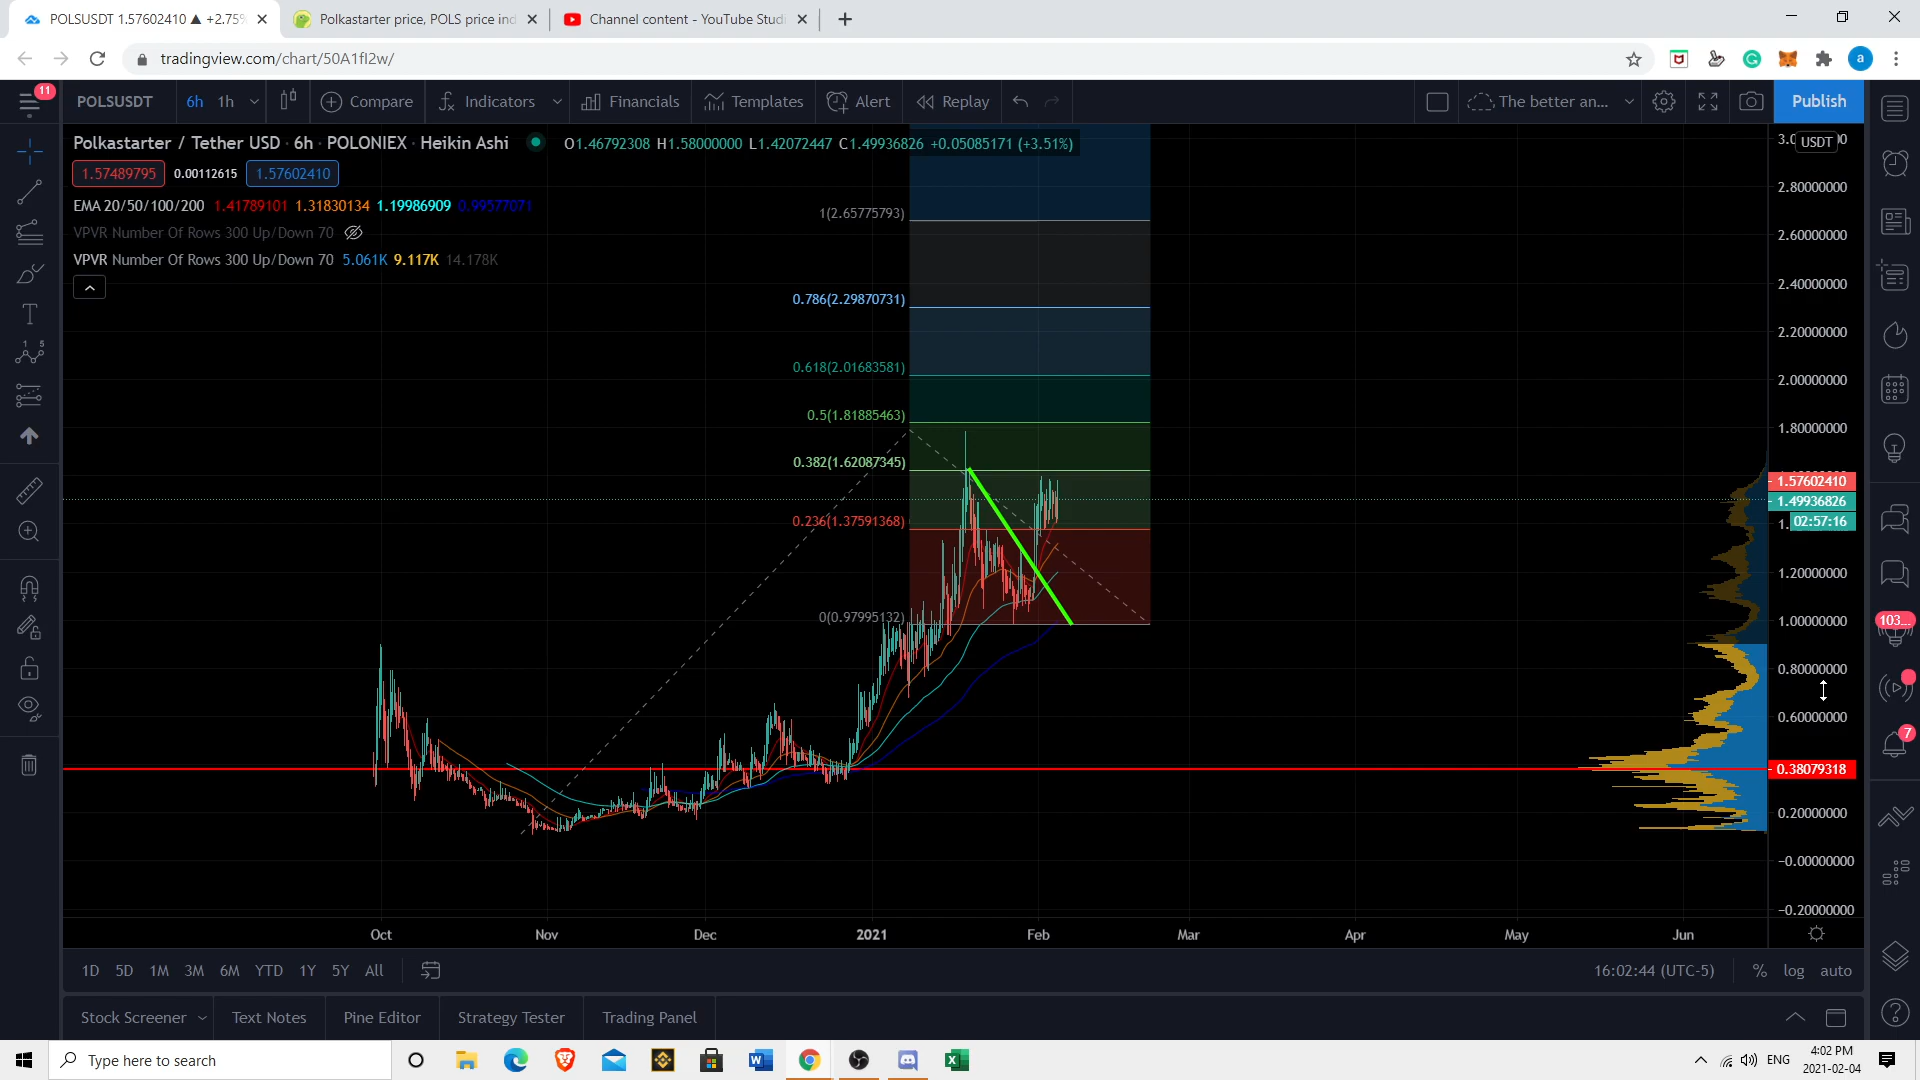 POLSUSDT 1.57602410 ▲ +2.75%
Polkastarter price, POLS price ind
Channel content - YouTube Studi
tradingview.com/chart/50A1fI2w/
a
11
POLSUSDT
6h
1h
Compare
Indicators
Financials
Templates
Alert
Replay
The better an...
Publish
Polkastarter / Tether USD · 6h · POLONIEX · Heikin Ashi
O1.46792308 H1.58000000 L1.42072447 C1.49936826 +0.05085171 (+3.51%)
1.57489795
0.00112615
1.57602410
EMA 20/50/100/200 1.41789101 1.31830134 1.19986909 0.99577071
VPVR Number Of Rows 300 Up/Down 70
VPVR Number Of Rows 300 Up/Down 70 5.061K 9.117K 14.178K
1(2.65775793)
0.786(2.29870731)
0.618(2.01683581)
0.5(1.81885463)
0.382(1.62087345)
0.236(1.37591368)
0(0.97995132)
USDT
2.80000000
2.60000000
2.40000000
2.20000000
2.00000000
1.80000000
1.57602410
1.49936826
02:57:16
1.20000000
1.00000000
0.80000000
0.60000000
0.38079318
0.20000000
−0.00000000
−0.20000000
103...
7
Oct
Nov
Dec
2021
Feb
Mar
Apr
May
Jun
1D
5D
1M
3M
6M
YTD
1Y
5Y
All
16:02:44 (UTC-5)
%
log
auto
Stock Screener
Text Notes
Pine Editor
Strategy Tester
Trading Panel
Type here to search
ENG
4:02 PM
2021-02-04